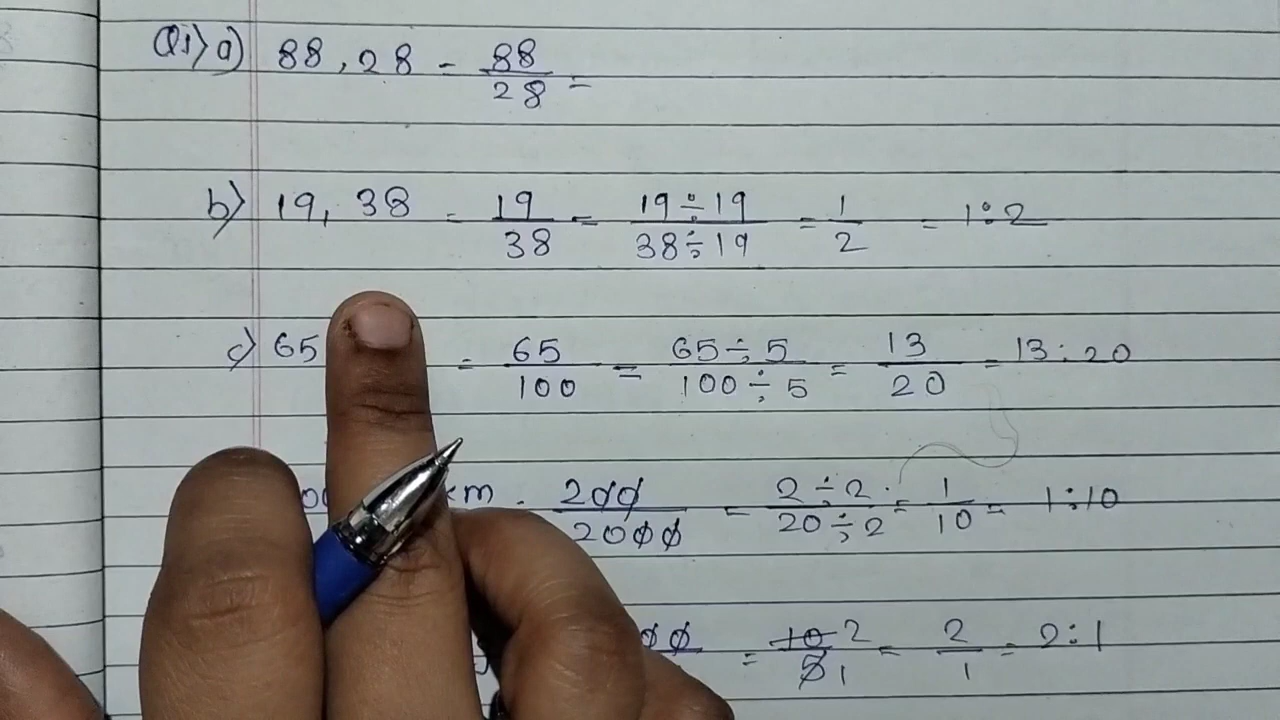 Q1) a) 88, 28 - 88/28 =
b) 19, 38 = 19/38 = 19÷19/38÷19 = 1/2 = 1:2
c) 65 = 65/100 = 65÷5/100÷5 = 13/20 = 13:20
km. 200/2000 = 2÷2/20÷2 = 1/10 = 1:10
= 10 2/5 1 = 2/1 = 2:1